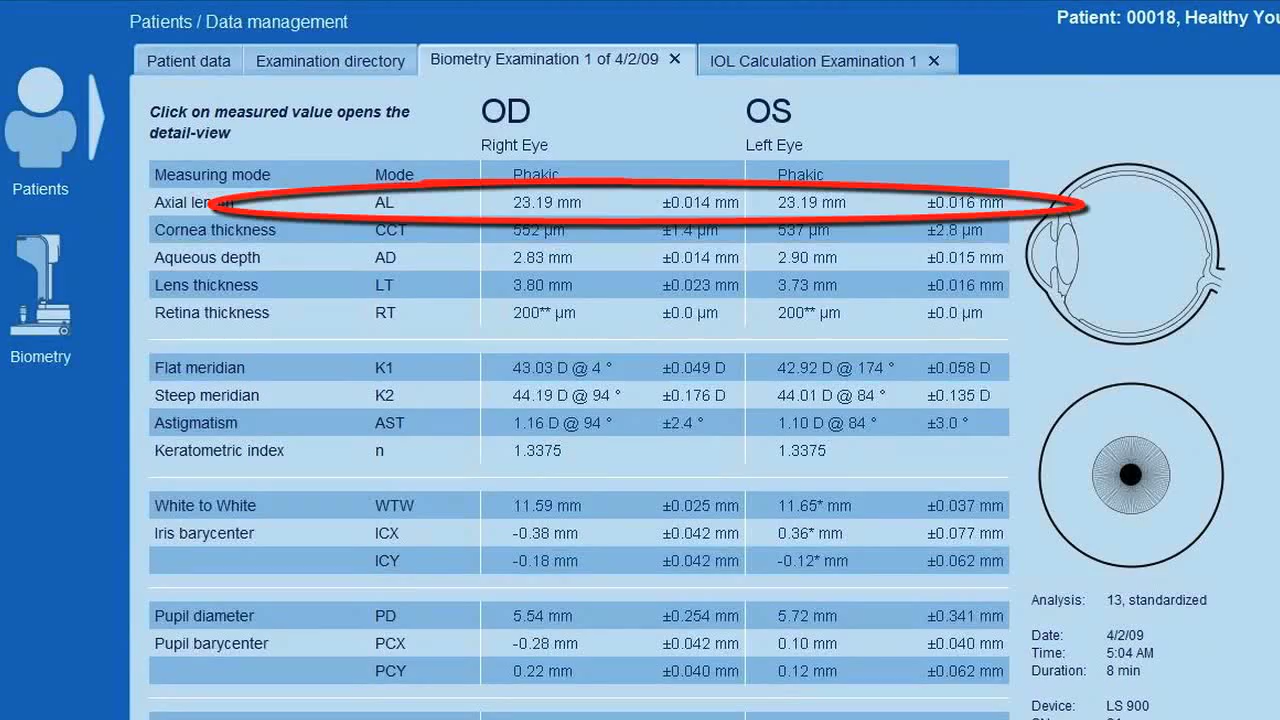 Patients / Data management
Patient: 00018, Healthy
Patient data Examination directory Biometry Examination 1 of 4/2/09 ✕ IOL Calculation Examination 1 ✕
Click on measured value opens the
detail-view
OD OS
Right Eye Left Eye
Measuring mode Mode Phakic Phakic
Axial length AL 23.19 mm ±0.014 mm 23.19 mm ±0.016 mm
Cornea thickness CCT 552 µm ±1.4 µm 537 µm ±2.8 µm
Aqueous depth AD 2.83 mm ±0.014 mm 2.90 mm ±0.015 mm
Lens thickness LT 3.80 mm ±0.023 mm 3.73 mm ±0.016 mm
Retina thickness RT 200** µm ±0.0 µm 200** µm ±0.0 µm
Flat meridian K1 43.03 D @ 4 ° ±0.049 D 42.92 D @ 174 ° ±0.058 D
Steep meridian K2 44.19 D @ 94 ° ±0.176 D 44.01 D @ 84 ° ±0.135 D
Astigmatism AST 1.16 D @ 94 ° ±2.4 ° 1.10 D @ 84 ° ±3.0 °
Keratometric index n 1.3375 1.3375
White to White WTW 11.59 mm ±0.025 mm 11.65* mm ±0.037 mm
Iris barycenter ICX -0.38 mm ±0.042 mm 0.36* mm ±0.077 mm
ICY -0.18 mm ±0.042 mm -0.12* mm ±0.062 mm
Pupil diameter PD 5.54 mm ±0.254 mm 5.72 mm ±0.341 mm
Pupil barycenter PCX -0.28 mm ±0.042 mm 0.10 mm ±0.040 mm
PCY 0.22 mm ±0.040 mm 0.12 mm ±0.062 mm
Patients
Biometry
Analysis: 13, standardized
Date: 4/2/09
Time: 5:04 AM
Duration: 8 min
Device: LS 900